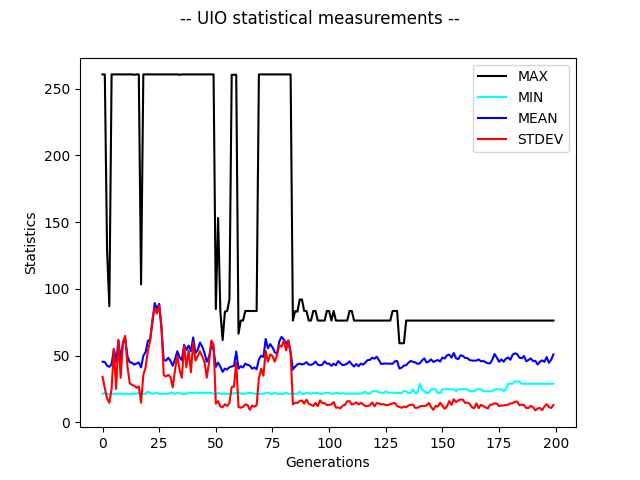 -- UIO statistical measurements --
MAX
MIN
MEAN
STDEV
Statistics
250
200
150
100
50
0
0 25 50 75 100 125 150 175 200
Generations